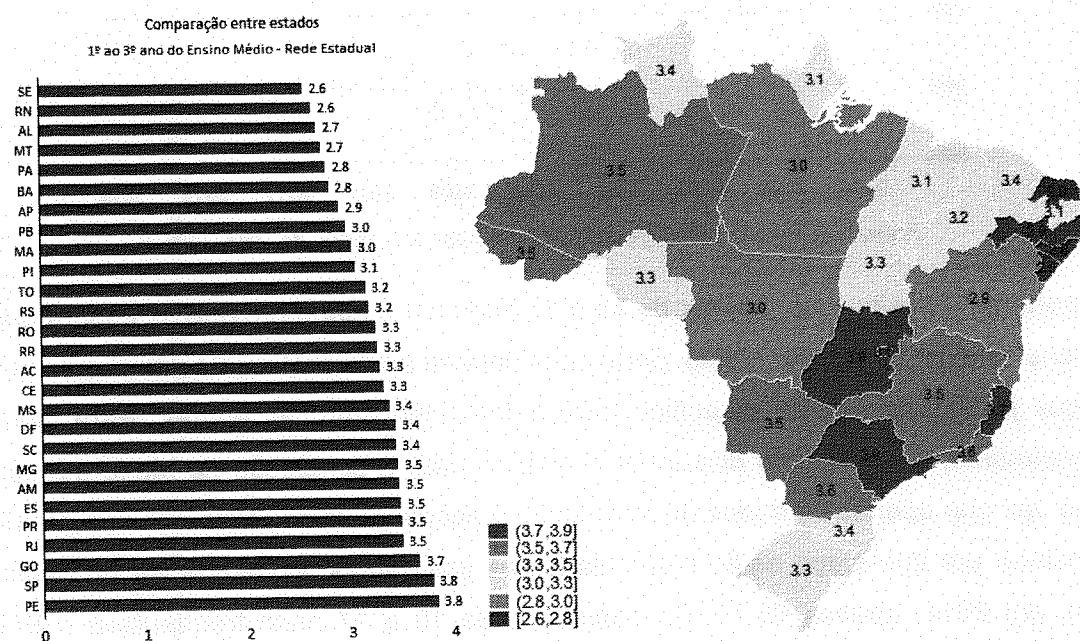 Comparação entre estados
1º ao 3º ano do Ensino Médio - Rede Estadual
SE 2.6
RN 2.6
AL 2.7
MT 2.7
PA 2.8
BA 2.8
AP 2.9
PB 3.0
MA 3.0
PI 3.1
TO 3.2
RS 3.2
RO 3.3
RR 3.3
AC 3.3
CE 3.3
MS 3.4
DF 3.4
SC 3.4
MG 3.5
AM 3.5
ES 3.5
PR 3.5
RJ 3.5
GO 3.7
SP 3.8
PE 3.8
0 1 2 3 4
3.4
3.1
3.5
3.0
3.1
3.4
3.2
3.1
3.5
3.3
3.3
2.9
3.0
3.5
3.5
3.6
3.6
3.4
3.3
(3.7,3.9]
(3.5,3.7]
(3.3,3.5]
(3.0,3.3]
(2.8,3.0]
[2.6,2.8]